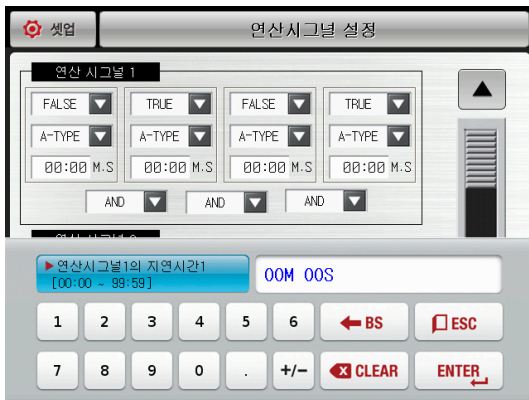 셋업
연산시그널 설정
연산 시그널 1
FALSE TRUE FALSE TRUE
A-TYPE A-TYPE A-TYPE A-TYPE
00:00 M.S 00:00 M.S 00:00 M.S 00:00 M.S
AND AND AND
▶연산시그널1의 지연시간1
[00:00 ~ 99:59]
00M 00S
1 2 3 4 5 6 BS ESC
7 8 9 0 . +/- CLEAR ENTER